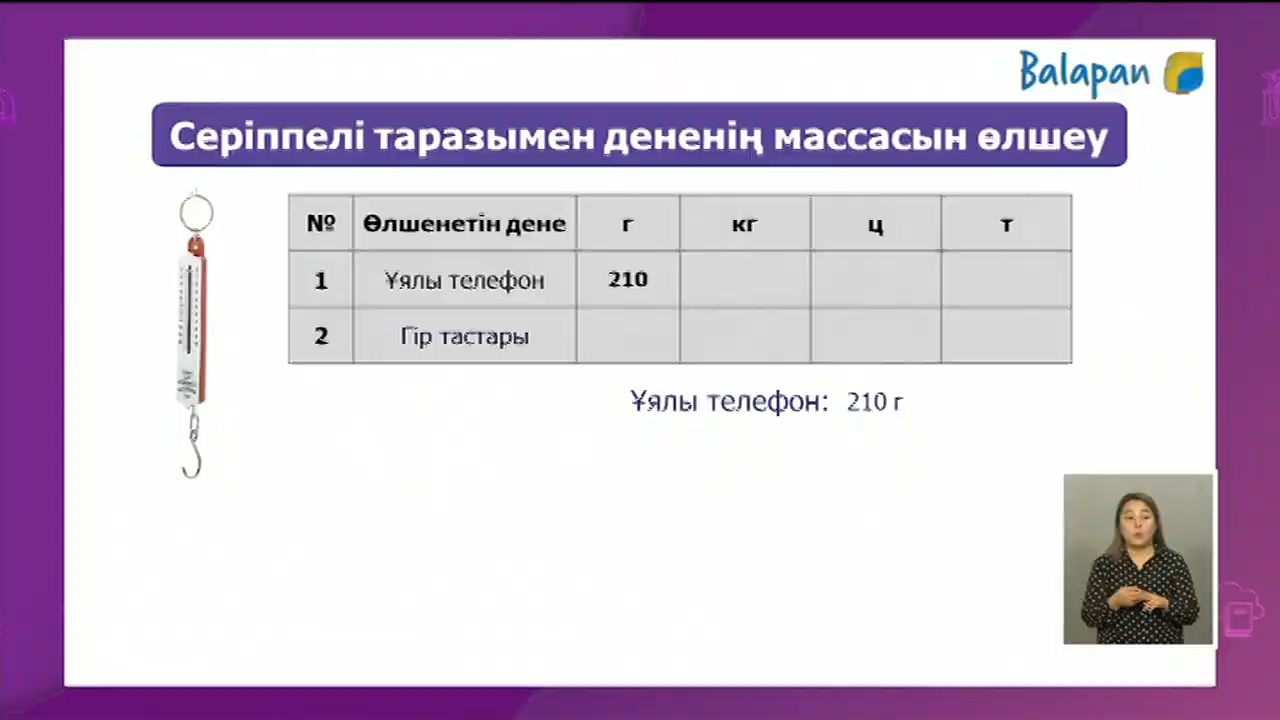 Balapan
Серіппелі таразымен дененің массасын өлшеу
№ Өлшенетін дене г кг ц т
1 Ұялы телефон 210
2 Гір тастары
Ұялы телефон: 210 г